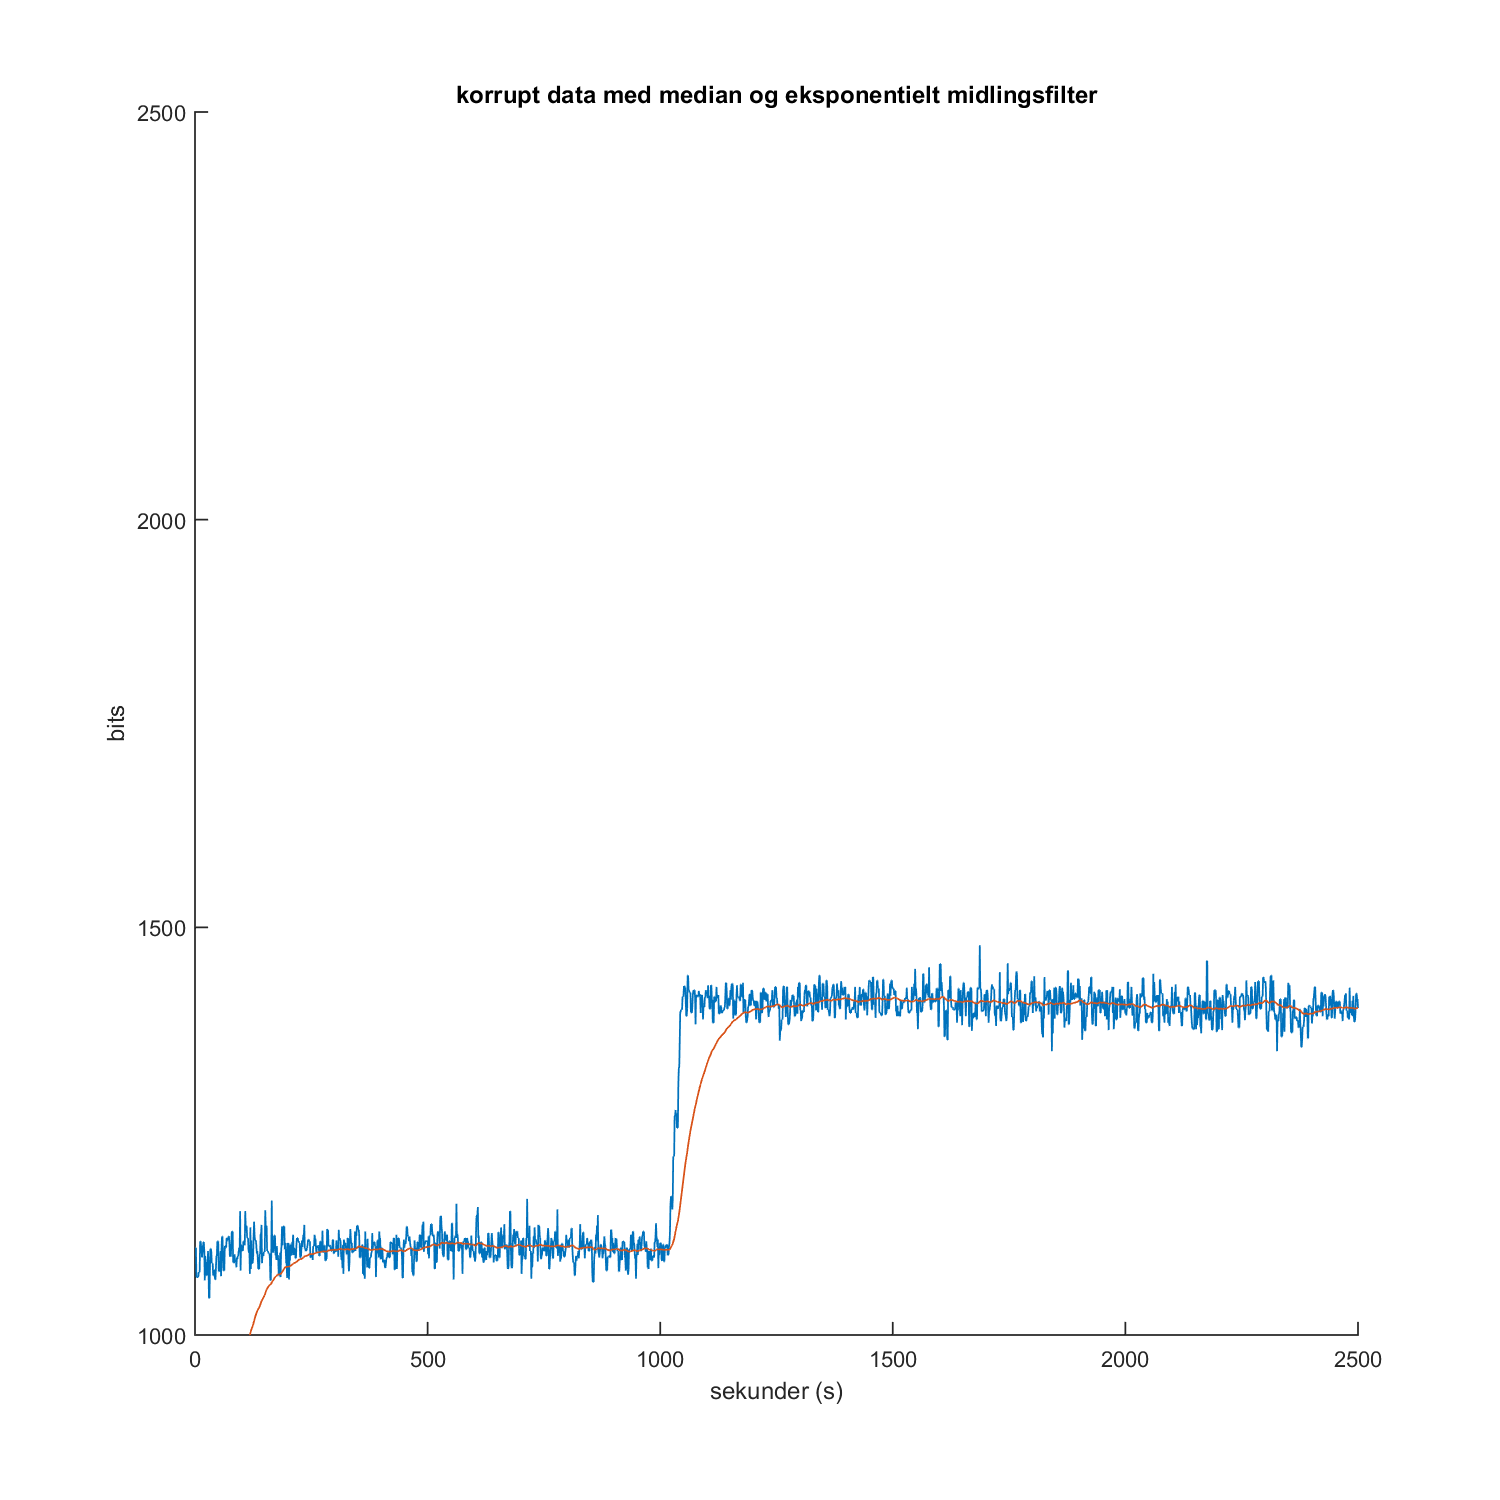 korrupt data med median og eksponentielt midlingsfilter
2500
2000
1500
1000
bits
0 500 1000 1500 2000 2500
sekunder (s)